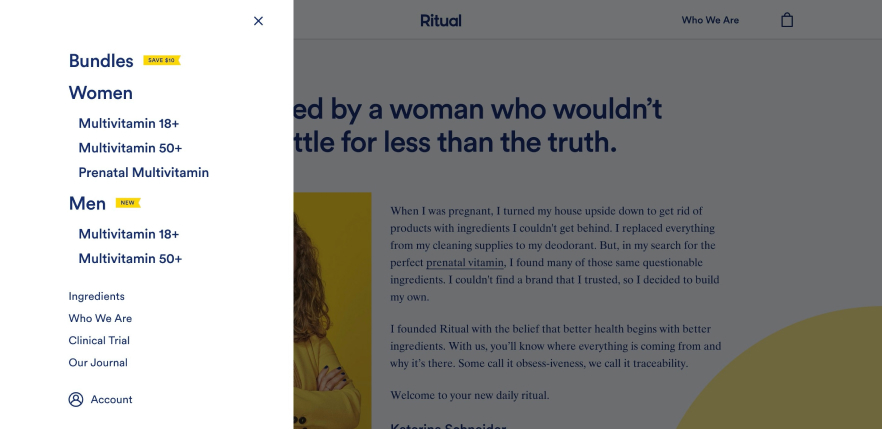 Bundles SAVE $10
Women
Multivitamin 18+
Multivitamin 50+
Prenatal Multivitamin
Men NEW
Multivitamin 18+
Multivitamin 50+
Ingredients
Who We Are
Clinical Trial
Our Journal
Account
Ritual
Who We Are
by a woman who wouldn't
for less than the truth.
When I was pregnant, I turned my house upside down to get rid of
products with ingredients I couldn't get behind. I replaced everything
from my cleaning supplies to my deodorant. But, in my search for the
perfect prenatal vitamin, I found many of those same questionable
ingredients. I couldn't find a brand that I trusted, so I decided to build
my own.
I founded Ritual with the belief that better health begins with better
ingredients. With us, you'll know where everything is coming from and
why it's there. Some call it obsess-iveness, we call it traceability.
Welcome to your new daily ritual.